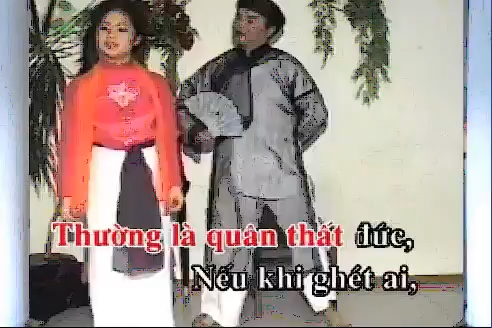 Thường là quân thất đức,
Nếu khi ghét ai,